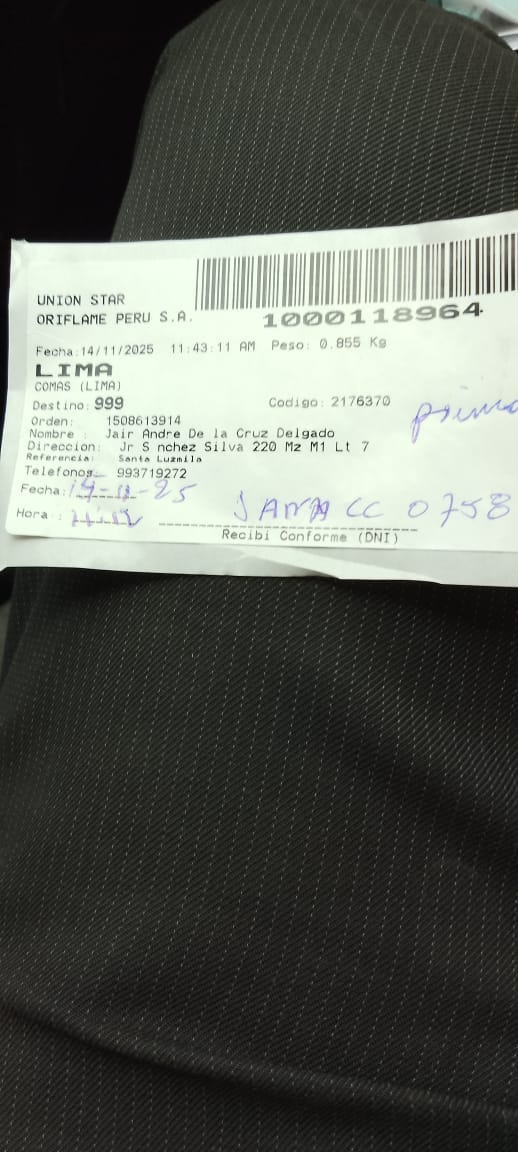 UNION STAR
ORIFLAME PERU S.A.
1000118964
Fecha:14/11/2025 11:43:11 AM Peso: 0.855 Kg
LIMA
COMAS (LIMA)
Destino: 999 Codigo: 2176370
Orden: 1508613914
Nombre : Jair Andre De la Cruz Delgado
Direccion: Jr S nchez Silva 220 Mz M1 Lt 7
Referencia: Santa Luzmila
Telefonos 993719272
Fecha:
Hora: CC 0758
Recibi Conforme (DNI)